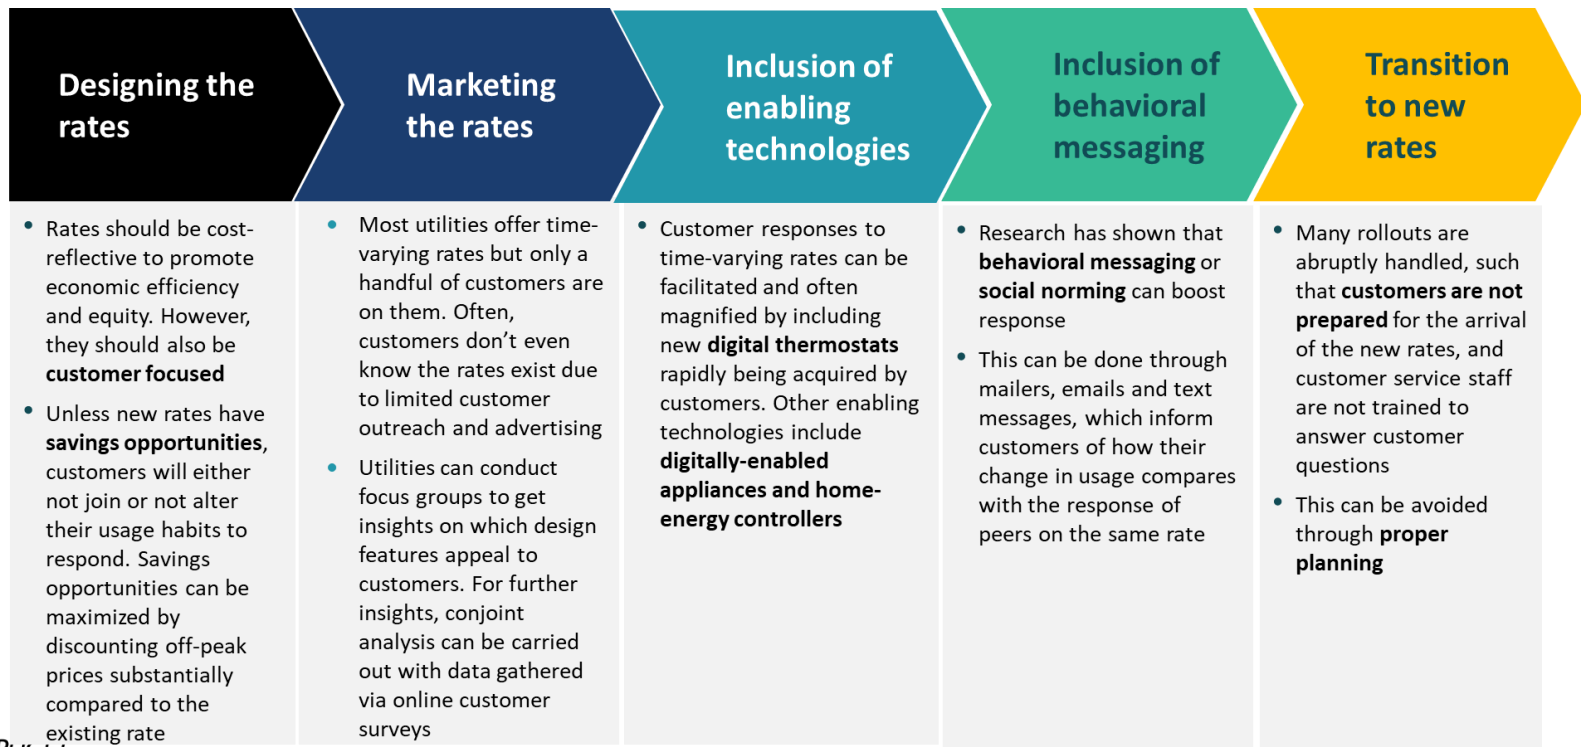 Designing the
rates
Marketing
the rates
Inclusion of
enabling
technologies
Inclusion of
behavioral
messaging
Transition
to new
rates
• Rates should be cost-
reflective to promote
economic efficiency
and equity. However,
they should also be
customer focused
• Unless new rates have
savings opportunities,
customers will either
not join or not alter
their usage habits to
respond. Savings
opportunities can be
maximized by
discounting off-peak
prices substantially
compared to the
existing rate
• Most utilities offer time-
varying rates but only a
handful of customers are
on them. Often,
customers don’t even
know the rates exist due
to limited customer
outreach and advertising
• Utilities can conduct
focus groups to get
insights on which design
features appeal to
customers. For further
insights, conjoint
analysis can be carried
out with data gathered
via online customer
surveys
• Customer responses to
time-varying rates can be
facilitated and often
magnified by including
new digital thermostats
rapidly being acquired by
customers. Other enabling
technologies include
digitally-enabled
appliances and home-
energy controllers
• Research has shown that
behavioral messaging or
social norming can boost
response
• This can be done through
mailers, emails and text
messages, which inform
customers of how their
change in usage compares
with the response of
peers on the same rate
• Many rollouts are
abruptly handled, such
that customers are not
prepared for the arrival
of the new rates, and
customer service staff
are not trained to
answer customer
questions
• This can be avoided
through proper
planning